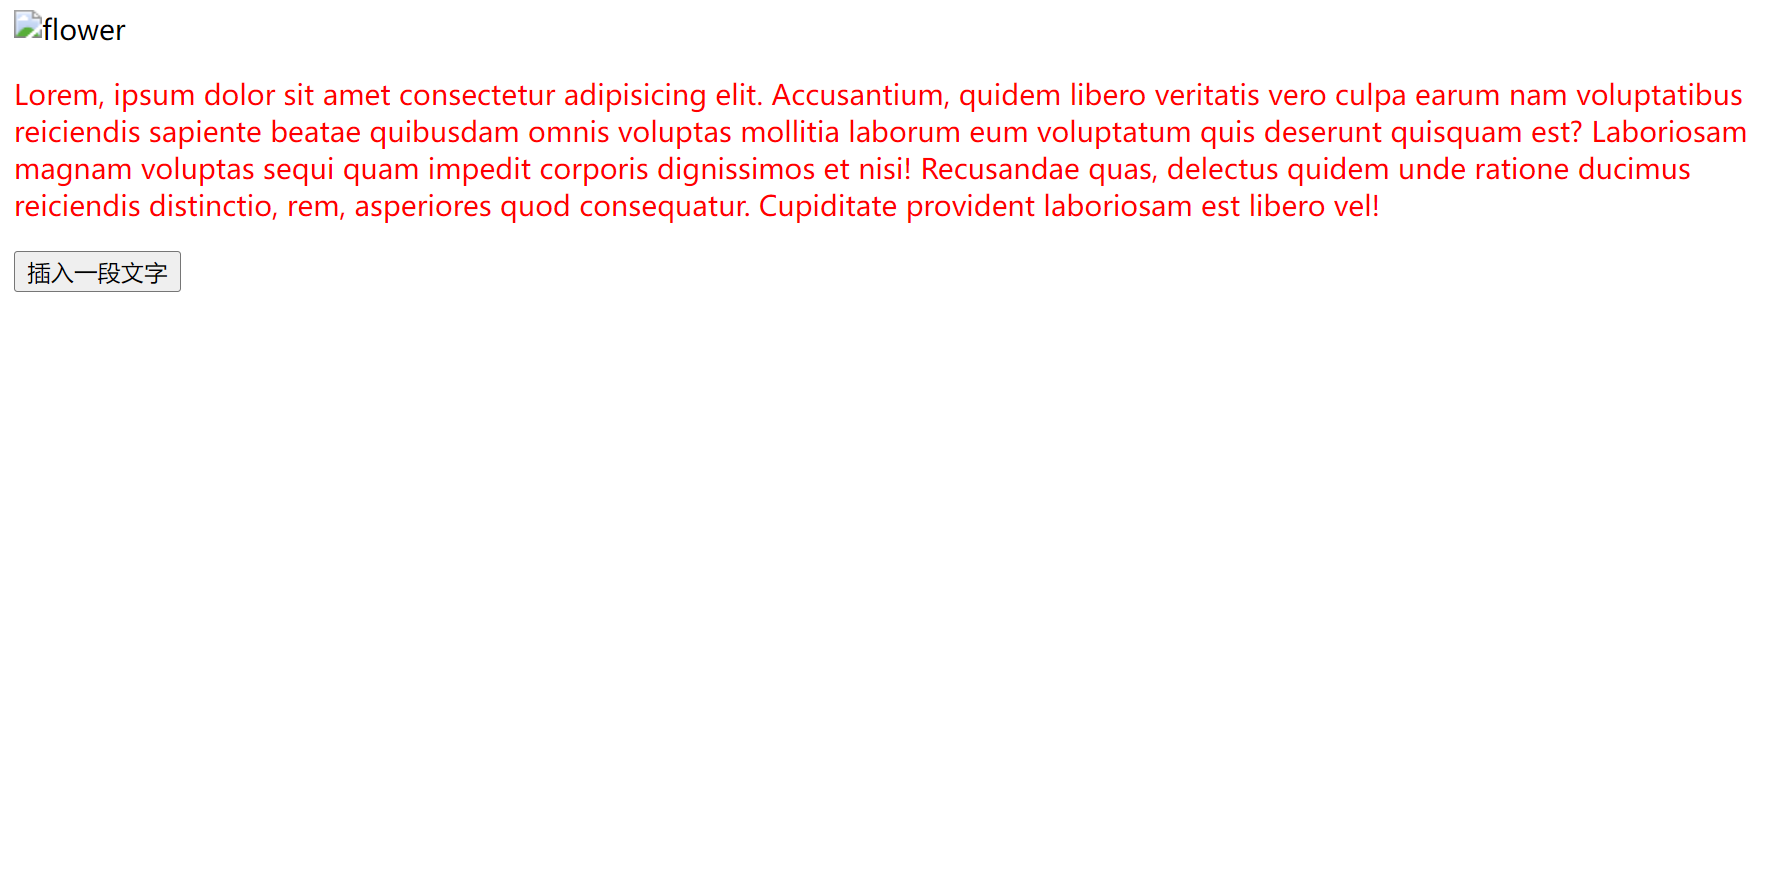 flower
Lorem, ipsum dolor sit amet consectetur adipisicing elit. Accusantium, quidem libero veritatis vero culpa earum nam voluptatibus
reiciendis sapiente beatae quibusdam omnis voluptas mollitia laborum eum voluptatum quis deserunt quisquam est? Laboriosam
magnam voluptas sequi quam impedit corporis dignissimos et nisi! Recusandae quas, delectus quidem unde ratione ducimus
reiciendis distinctio, rem, asperiores quod consequatur. Cupiditate provident laboriosam est libero vel!
插入一段文字